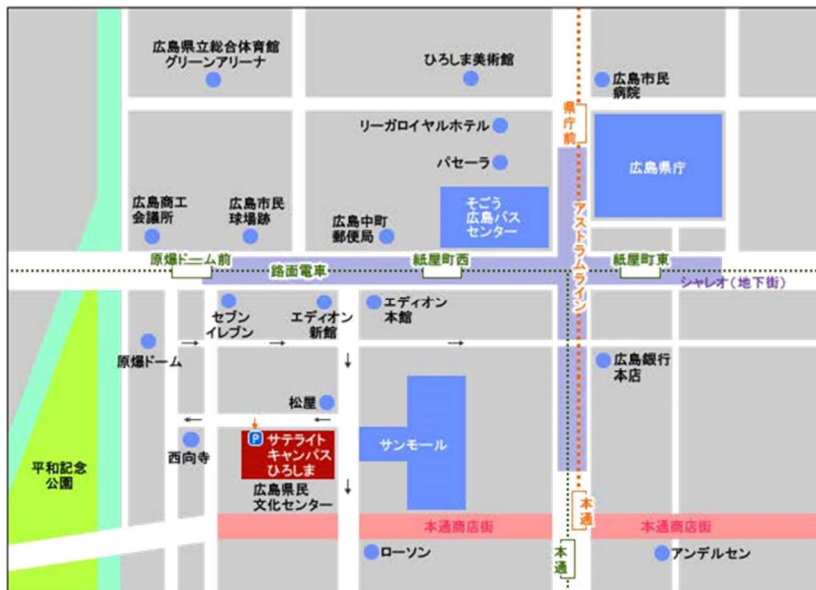 広島県立総合体育館
グリーンアリーナ
ひろしま美術館
広島市民
病院
リーガロイヤルホテル
県庁前
パセーラ
広島県庁
広島商工
会議所
広島市民
球場跡
広島中町
郵便局
そごう
広島バス
センター
アストラムライン
原爆ドーム前
路面電車
紙屋町西
紙屋町東
シャレオ(地下街)
セブン
イレブン
エディオン
新館
エディオン
本館
原爆ドーム
広島銀行
本店
松屋
平和記念
公園
西向寺
P
サテライト
キャンパス
ひろしま
サンモール
広島県民
文化センター
本通
本通商店街
本通商店街
ローソン
本通
アンデルセン